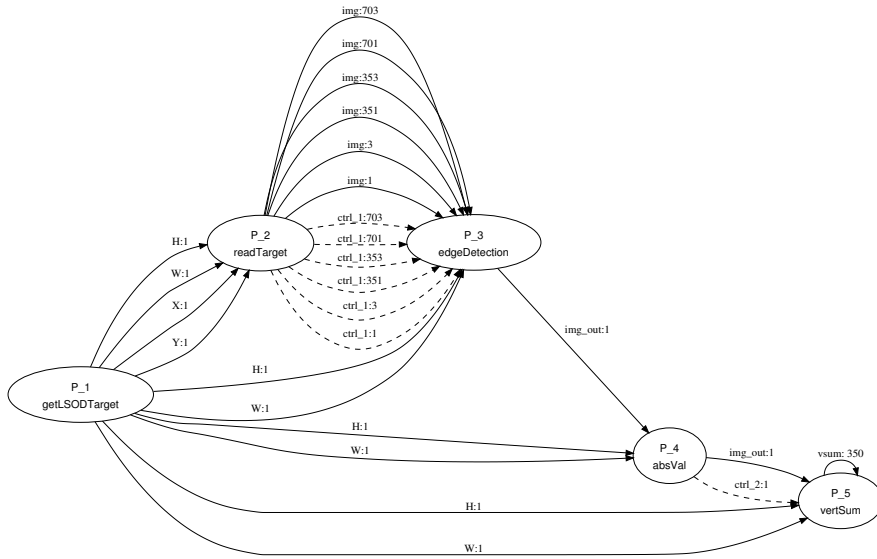 img:703
img:701
img:353
img:351
img:3
img:1
ctrl_1:703
ctrl_1:701
ctrl_1:353
ctrl_1:351
ctrl_1:3
ctrl_1:1
P_2
readTarget
P_3
edgeDetection
H:1
W:1
X:1
Y:1
img_out:1
P_1
getLSODTarget
H:1
W:1
H:1
W:1
P_4
absVal
img_out:1
ctrl_2:1
vsum: 350
P_5
vertSum
H:1
W:1